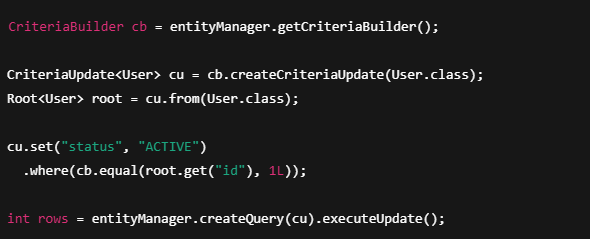 CriteriaBuilder cb = entityManager.getCriteriaBuilder();
CriteriaUpdate<User> cu = cb.createCriteriaUpdate(User.class);
Root<User> root = cu.from(User.class);
cu.set("status", "ACTIVE")
.where(cb.equal(root.get("id"), 1L));
int rows = entityManager.createQuery(cu).executeUpdate();